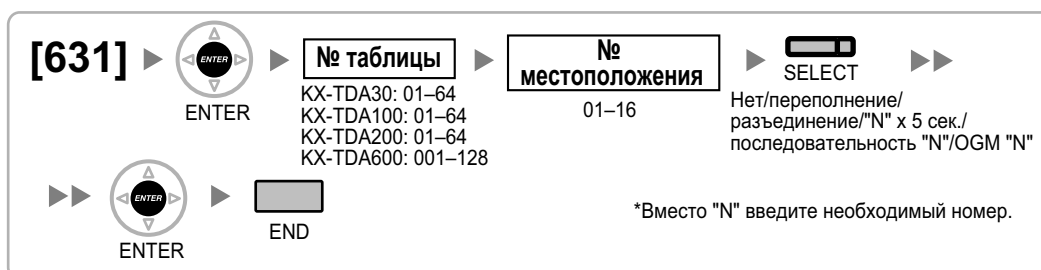 [631]
ENTER
ENTER
№ таблицы
KX-TDA30: 01–64
KX-TDA100: 01–64
KX-TDA200: 01–64
KX-TDA600: 001–128
№
местоположения
01–16
SELECT
Нет/переполнение/
разъединение/"N" x 5 сек./
последовательность "N"/OGM "N"
ENTER
ENTER
END
*Вместо "N" введите необходимый номер.